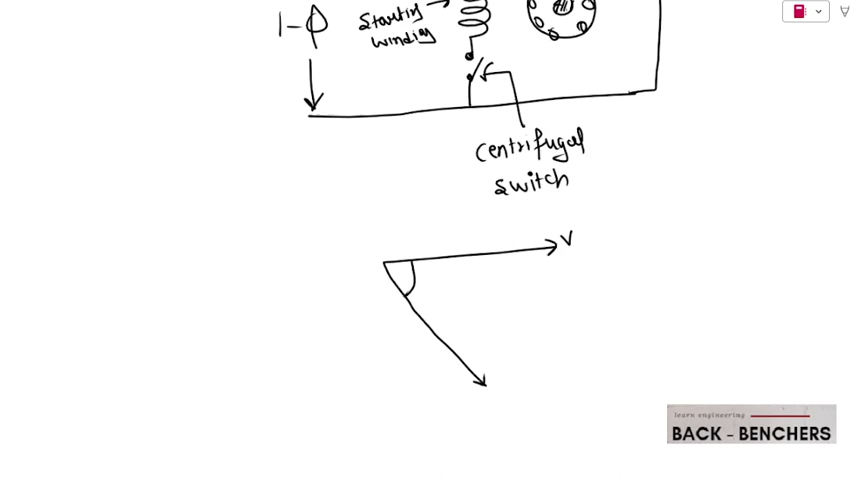 1-ϕ
Starting
winding
Centrifugal
switch
V
learn engineering
BACK - BENCHERS